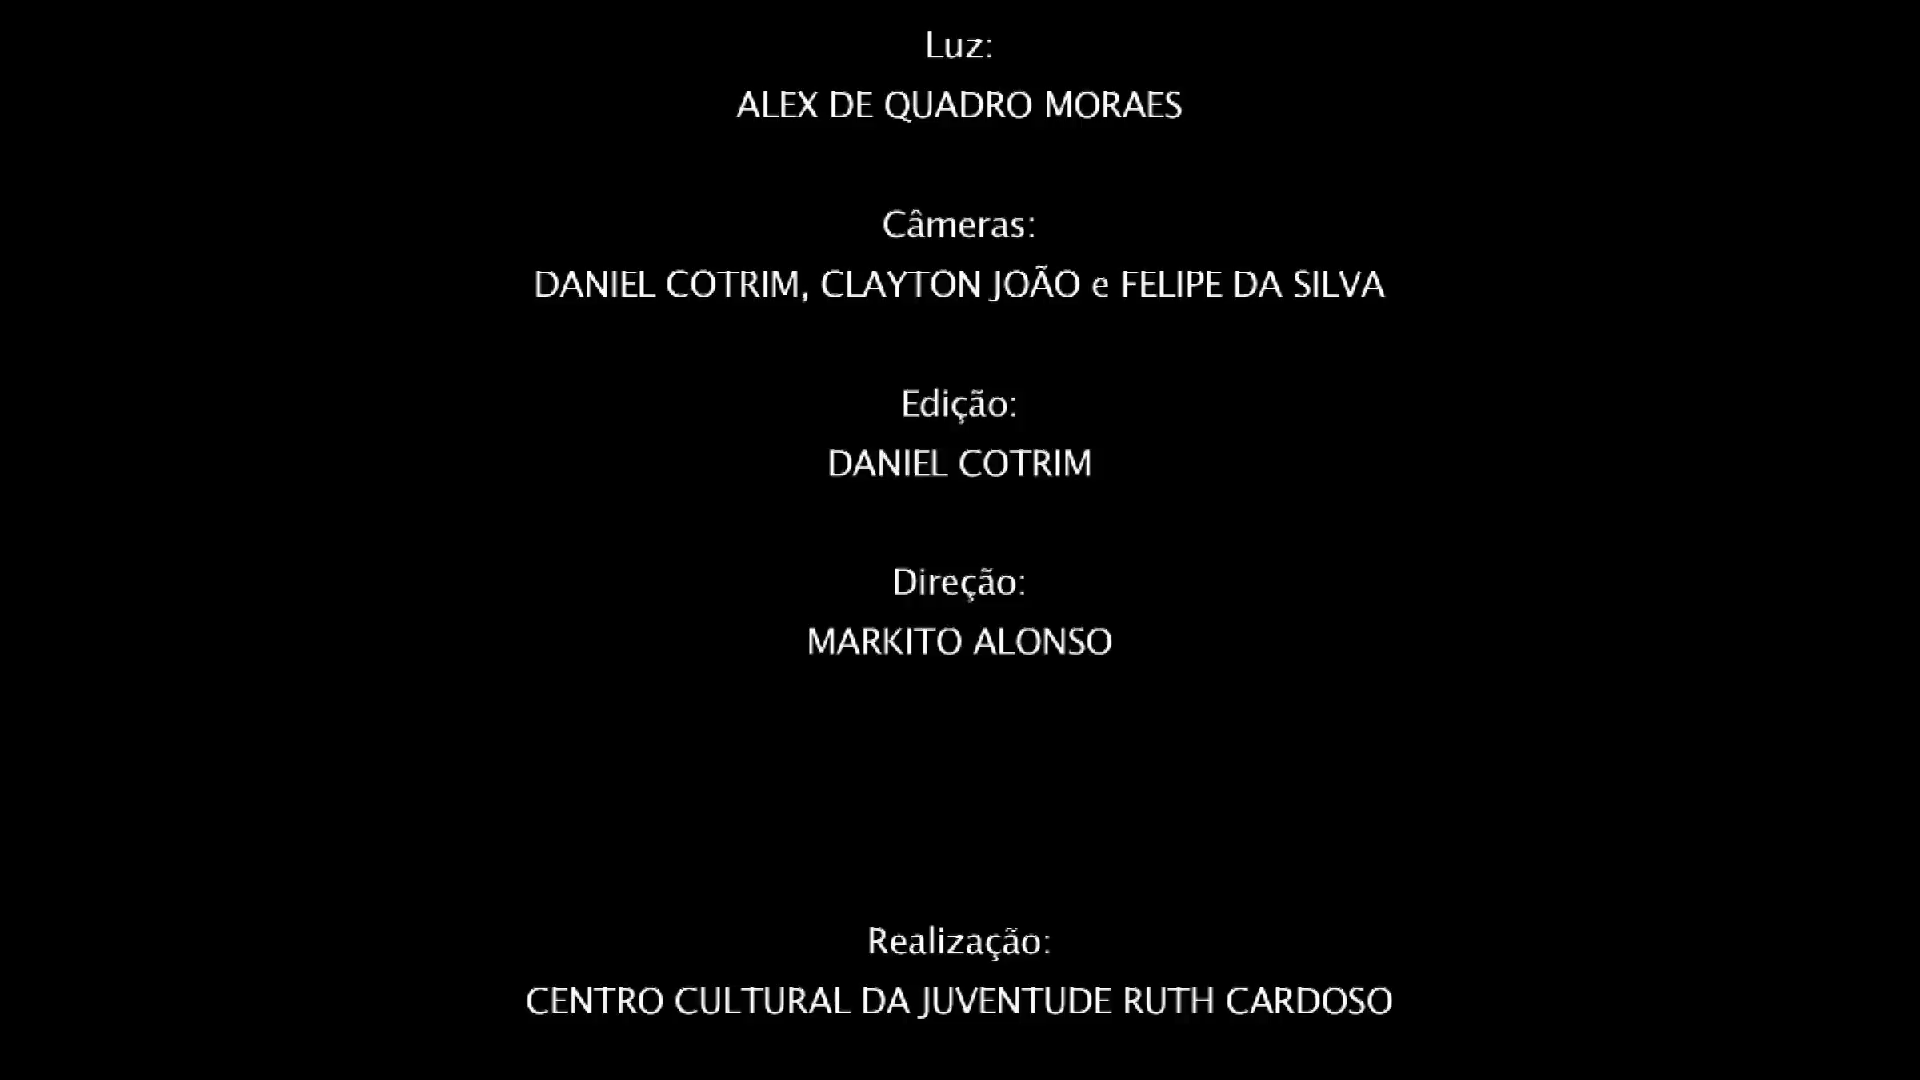 Luz:
ALEX DE QUADRO MORAES
Câmeras:
DANIEL COTRIM, CLAYTON JOÃO e FELIPE DA SILVA
Edição:
DANIEL COTRIM
Direção:
MARKITO ALONSO
Realização:
CENTRO CULTURAL DA JUVENTUDE RUTH CARDOSO